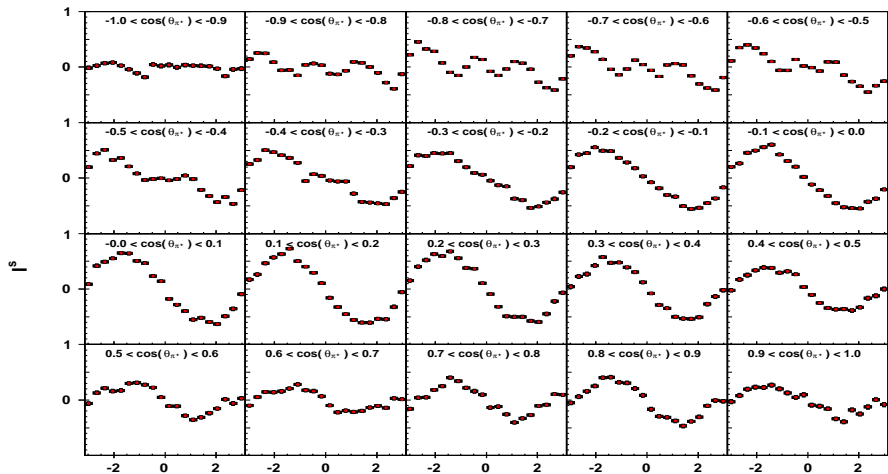 1 -1.0 < cos(θπ+) < -0.9 -0.9 < cos(θπ+) < -0.8 -0.8 < cos(θπ+) < -0.7 -0.7 < cos(θπ+) < -0.6 -0.6 < cos(θπ+) < -0.5
0
1 -0.5 < cos(θπ+) < -0.4 -0.4 < cos(θπ+) < -0.3 -0.3 < cos(θπ+) < -0.2 -0.2 < cos(θπ+) < -0.1 -0.1 < cos(θπ+) < 0.0
0
1 -0.0 < cos(θπ+) < 0.1 0.1 < cos(θπ+) < 0.2 0.2 < cos(θπ+) < 0.3 0.3 < cos(θπ+) < 0.4 0.4 < cos(θπ+) < 0.5
Is
0
1 0.5 < cos(θπ+) < 0.6 0.6 < cos(θπ+) < 0.7 0.7 < cos(θπ+) < 0.8 0.8 < cos(θπ+) < 0.9 0.9 < cos(θπ+) < 1.0
0
-2 0 2 -2 0 2 -2 0 2 -2 0 2 -2 0 2